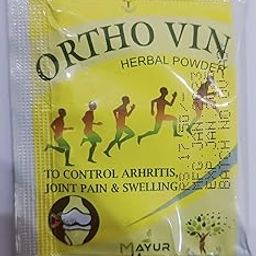 ORTHO VIN
HERBAL POWDER
TO CONTROL ARHRITIS,
JOINT PAIN & SWELLING
MAYUR